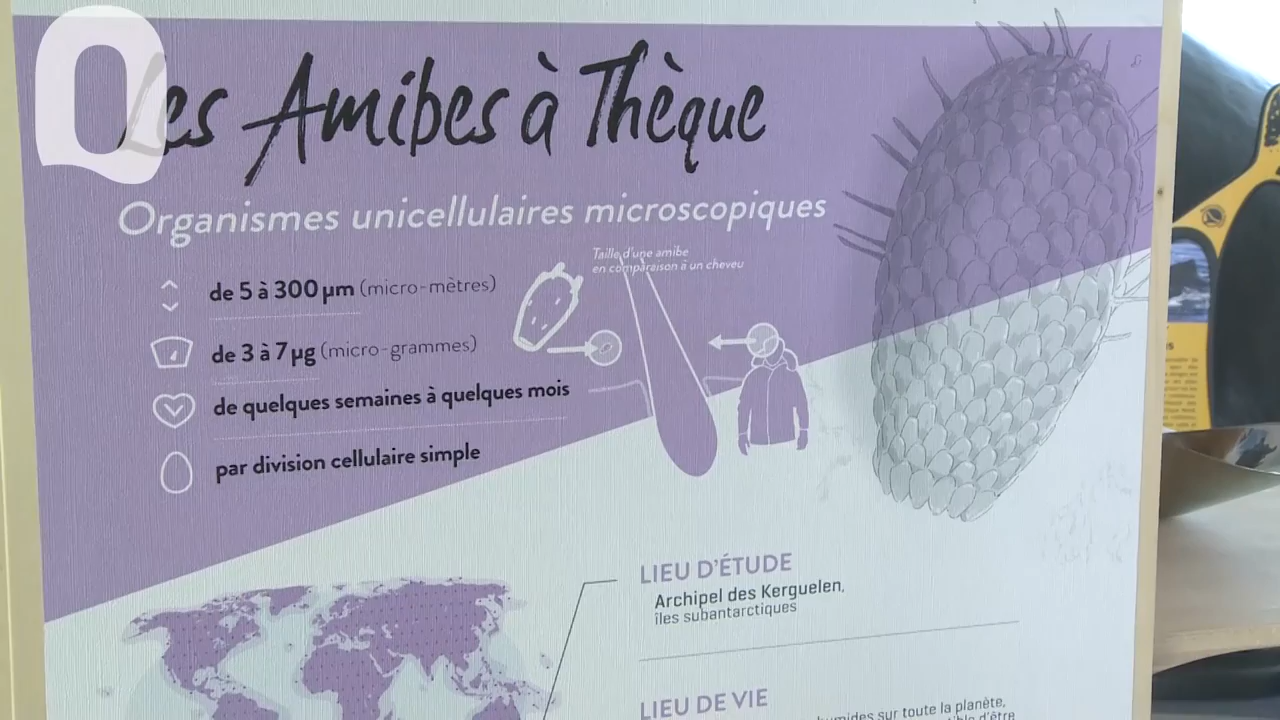 Les Amibes à Thèque
Organismes unicellulaires microscopiques
Taille d'une amibe
en comparaison à un cheveu
de 5 à 300 µm (micro-mètres)
de 3 à 7 µg (micro-grammes)
de quelques semaines à quelques mois
par division cellulaire simple
LIEU D'ÉTUDE
Archipel des Kerguelen,
îles subantarctiques
LIEU DE VIE
humides sur toute la planète,
d'être